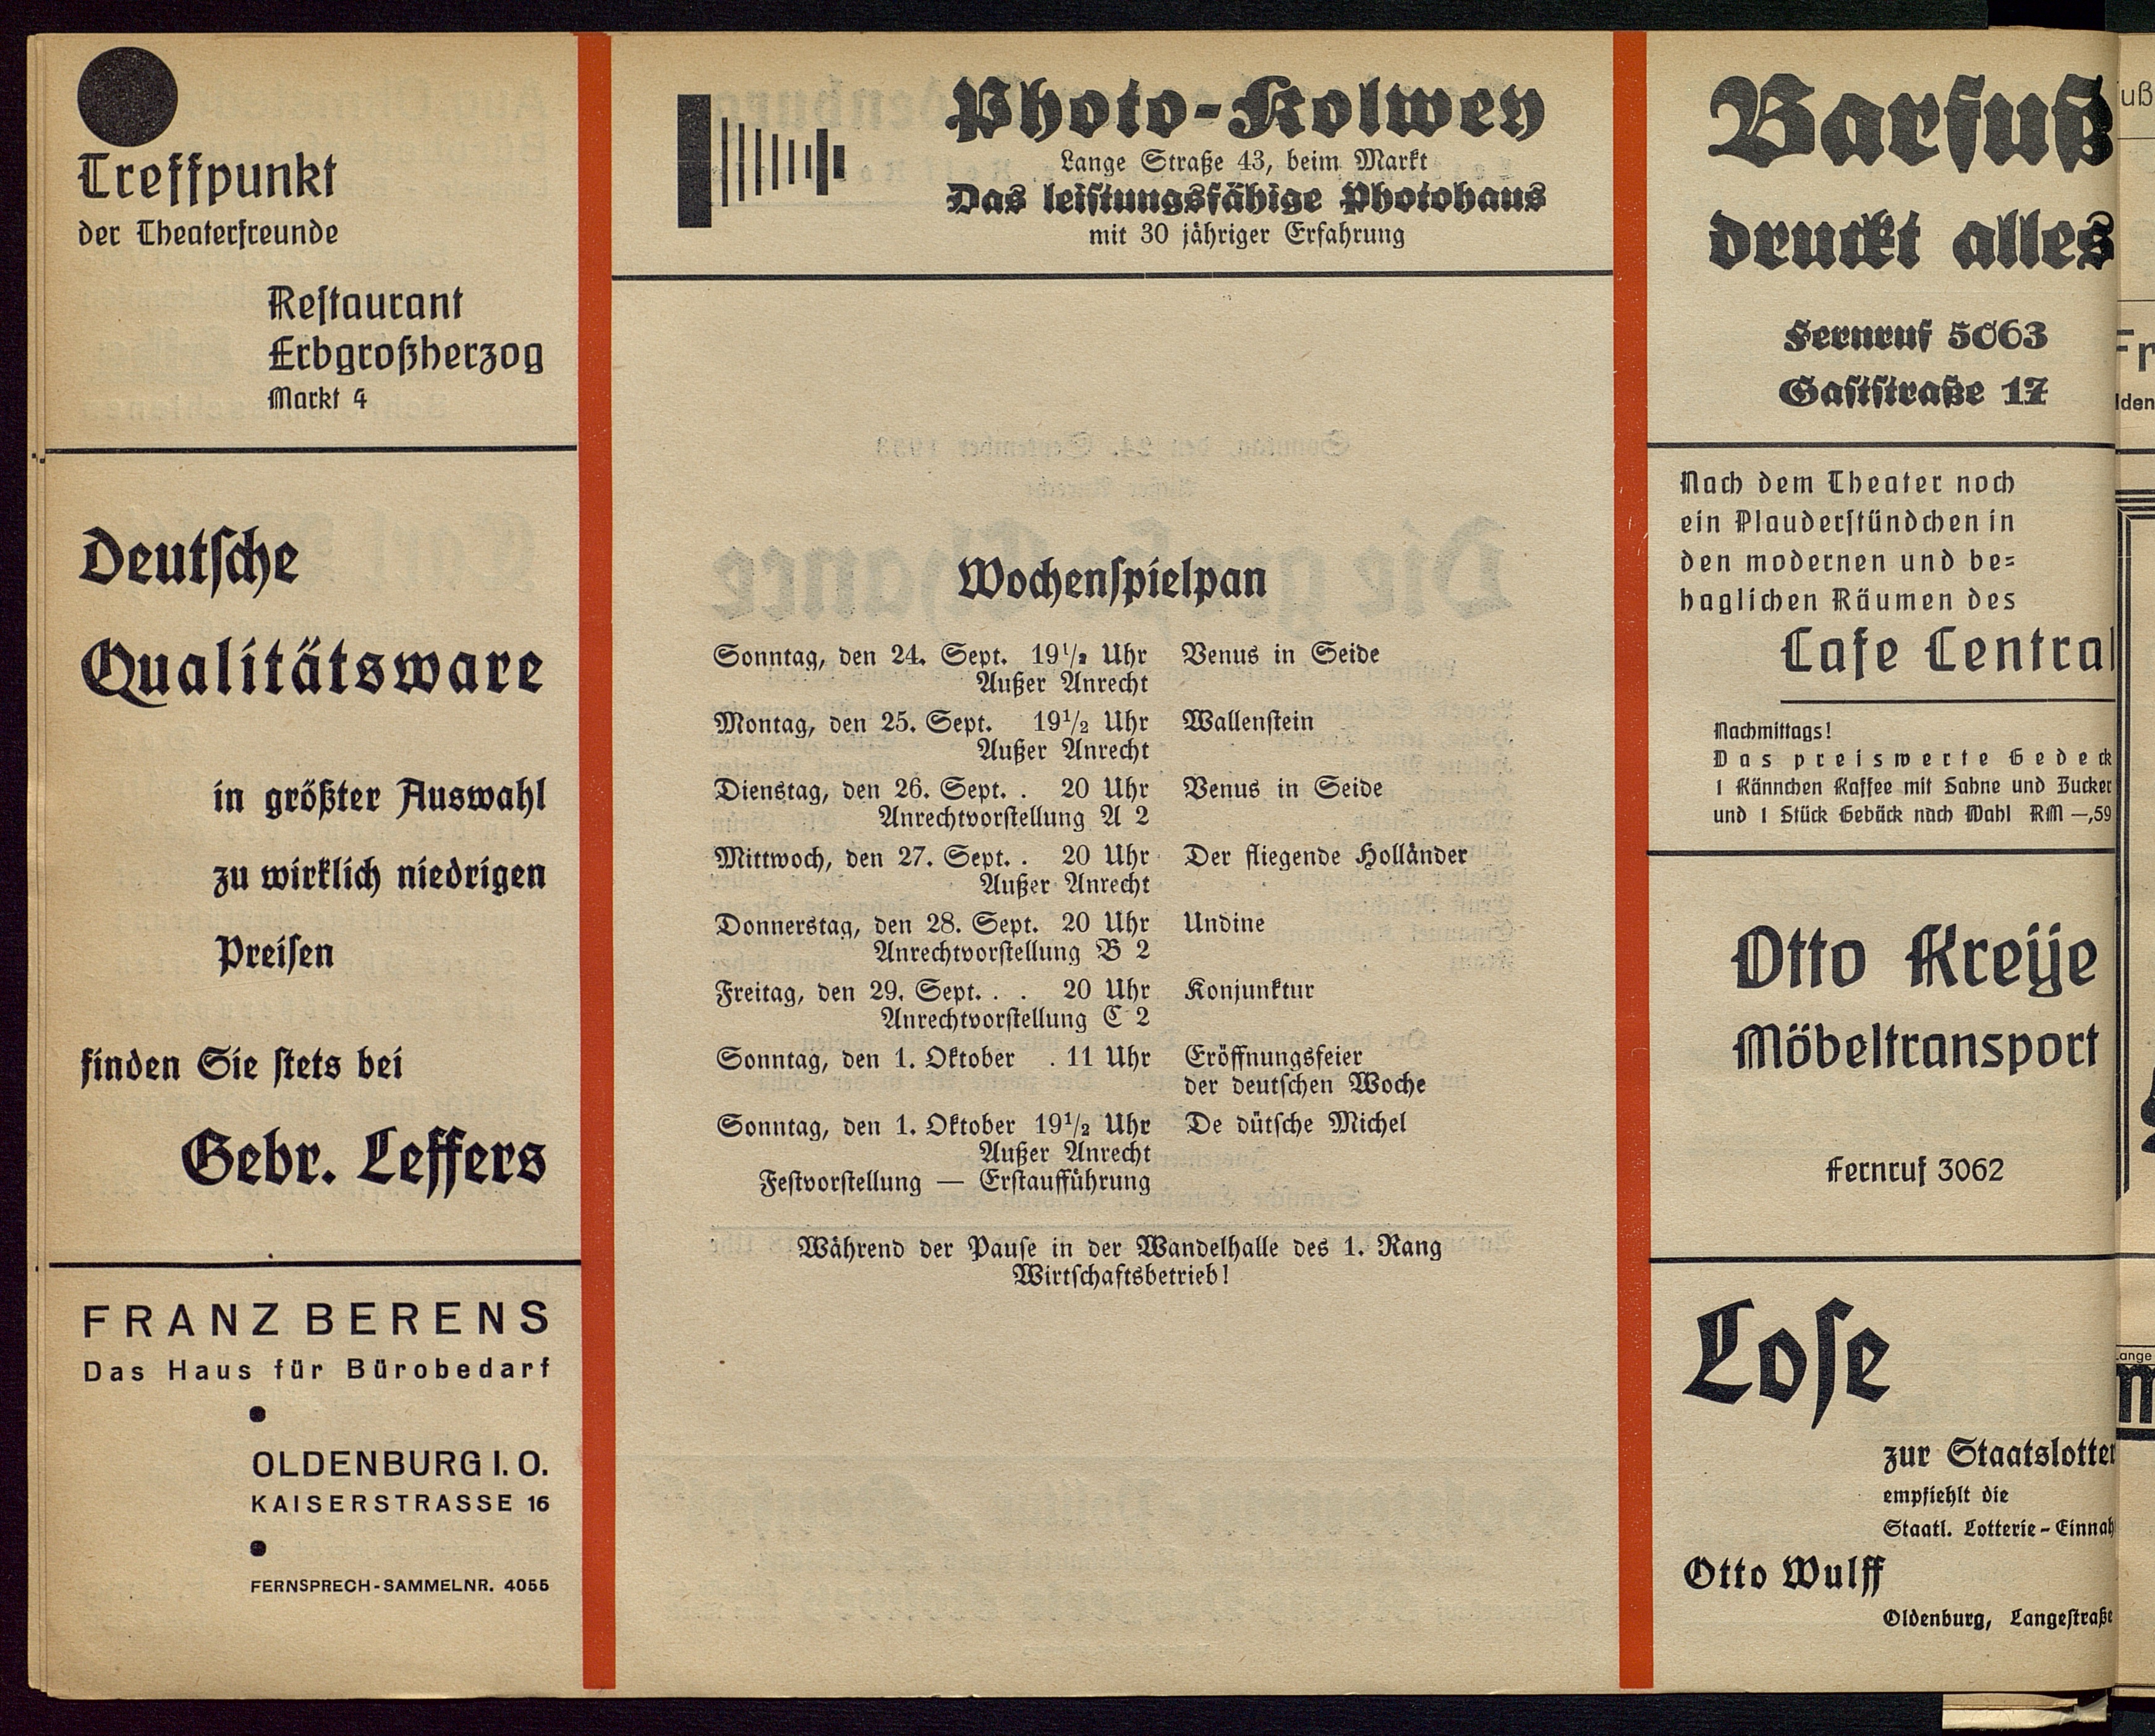 Treffpunkt
der Theaterfreunde
Restaurant
Erbgroßherzog
Markt 4
Deutsche
Qualitätsware
in größter Auswahl
zu wirklich niedrigen
Preisen
finden Sie stets bei
Gebr. Leffers
FRANZ BERENS
Das Haus für Bürobedarf
OLDENBURG I. O.
KAISERSTRASSE 16
FERNSPRECH-SAMMELNR. 4055
Photo-Kolwey
Lange Straße 43, beim Markt
Das leistungsfähige Photohaus
mit 30 jähriger Erfahrung
Wochenspielpan
Sonntag, den 24. Sept. 19½ Uhr Venus in Seide
Außer Anrecht
Montag, den 25. Sept. 19½ Uhr Wallenstein
Außer Anrecht
Dienstag, den 26. Sept. . 20 Uhr Venus in Seide
Anrechtvorstellung A 2
Mittwoch, den 27. Sept. . 20 Uhr Der fliegende Holländer
Außer Anrecht
Donnerstag, den 28. Sept. 20 Uhr Undine
Anrechtvorstellung B 2
Freitag, den 29. Sept. . . 20 Uhr Konjunktur
Anrechtvorstellung C 2
Sonntag, den 1. Oktober . 11 Uhr Eröffnungsfeier
der deutschen Woche
Sonntag, den 1. Oktober 19½ Uhr De dütsche Michel
Außer Anrecht
Festvorstellung — Erstaufführung
Während der Pause in der Wandelhalle des 1. Rang
Wirtschaftsbetrieb!
Barfuß
druckt alles
Fernruf 5063
Gaststraße 17
Nach dem Theater noch
ein Plauderstündchen in
den modernen und be=
haglichen Räumen des
Cafe Central
Nachmittags!
Das preiswerte Gedeck
1 Kännchen Kaffee mit Sahne und Zucker
und 1 Stück Gebäck nach Wahl RM —,59
Otto Kreije
Möbeltransport
Fernruf 3062
Lose
zur Staatslotter
empfiehlt die
Staatl. Lotterie-Einnah
Otto Wulff
Oldenburg, Langestraße